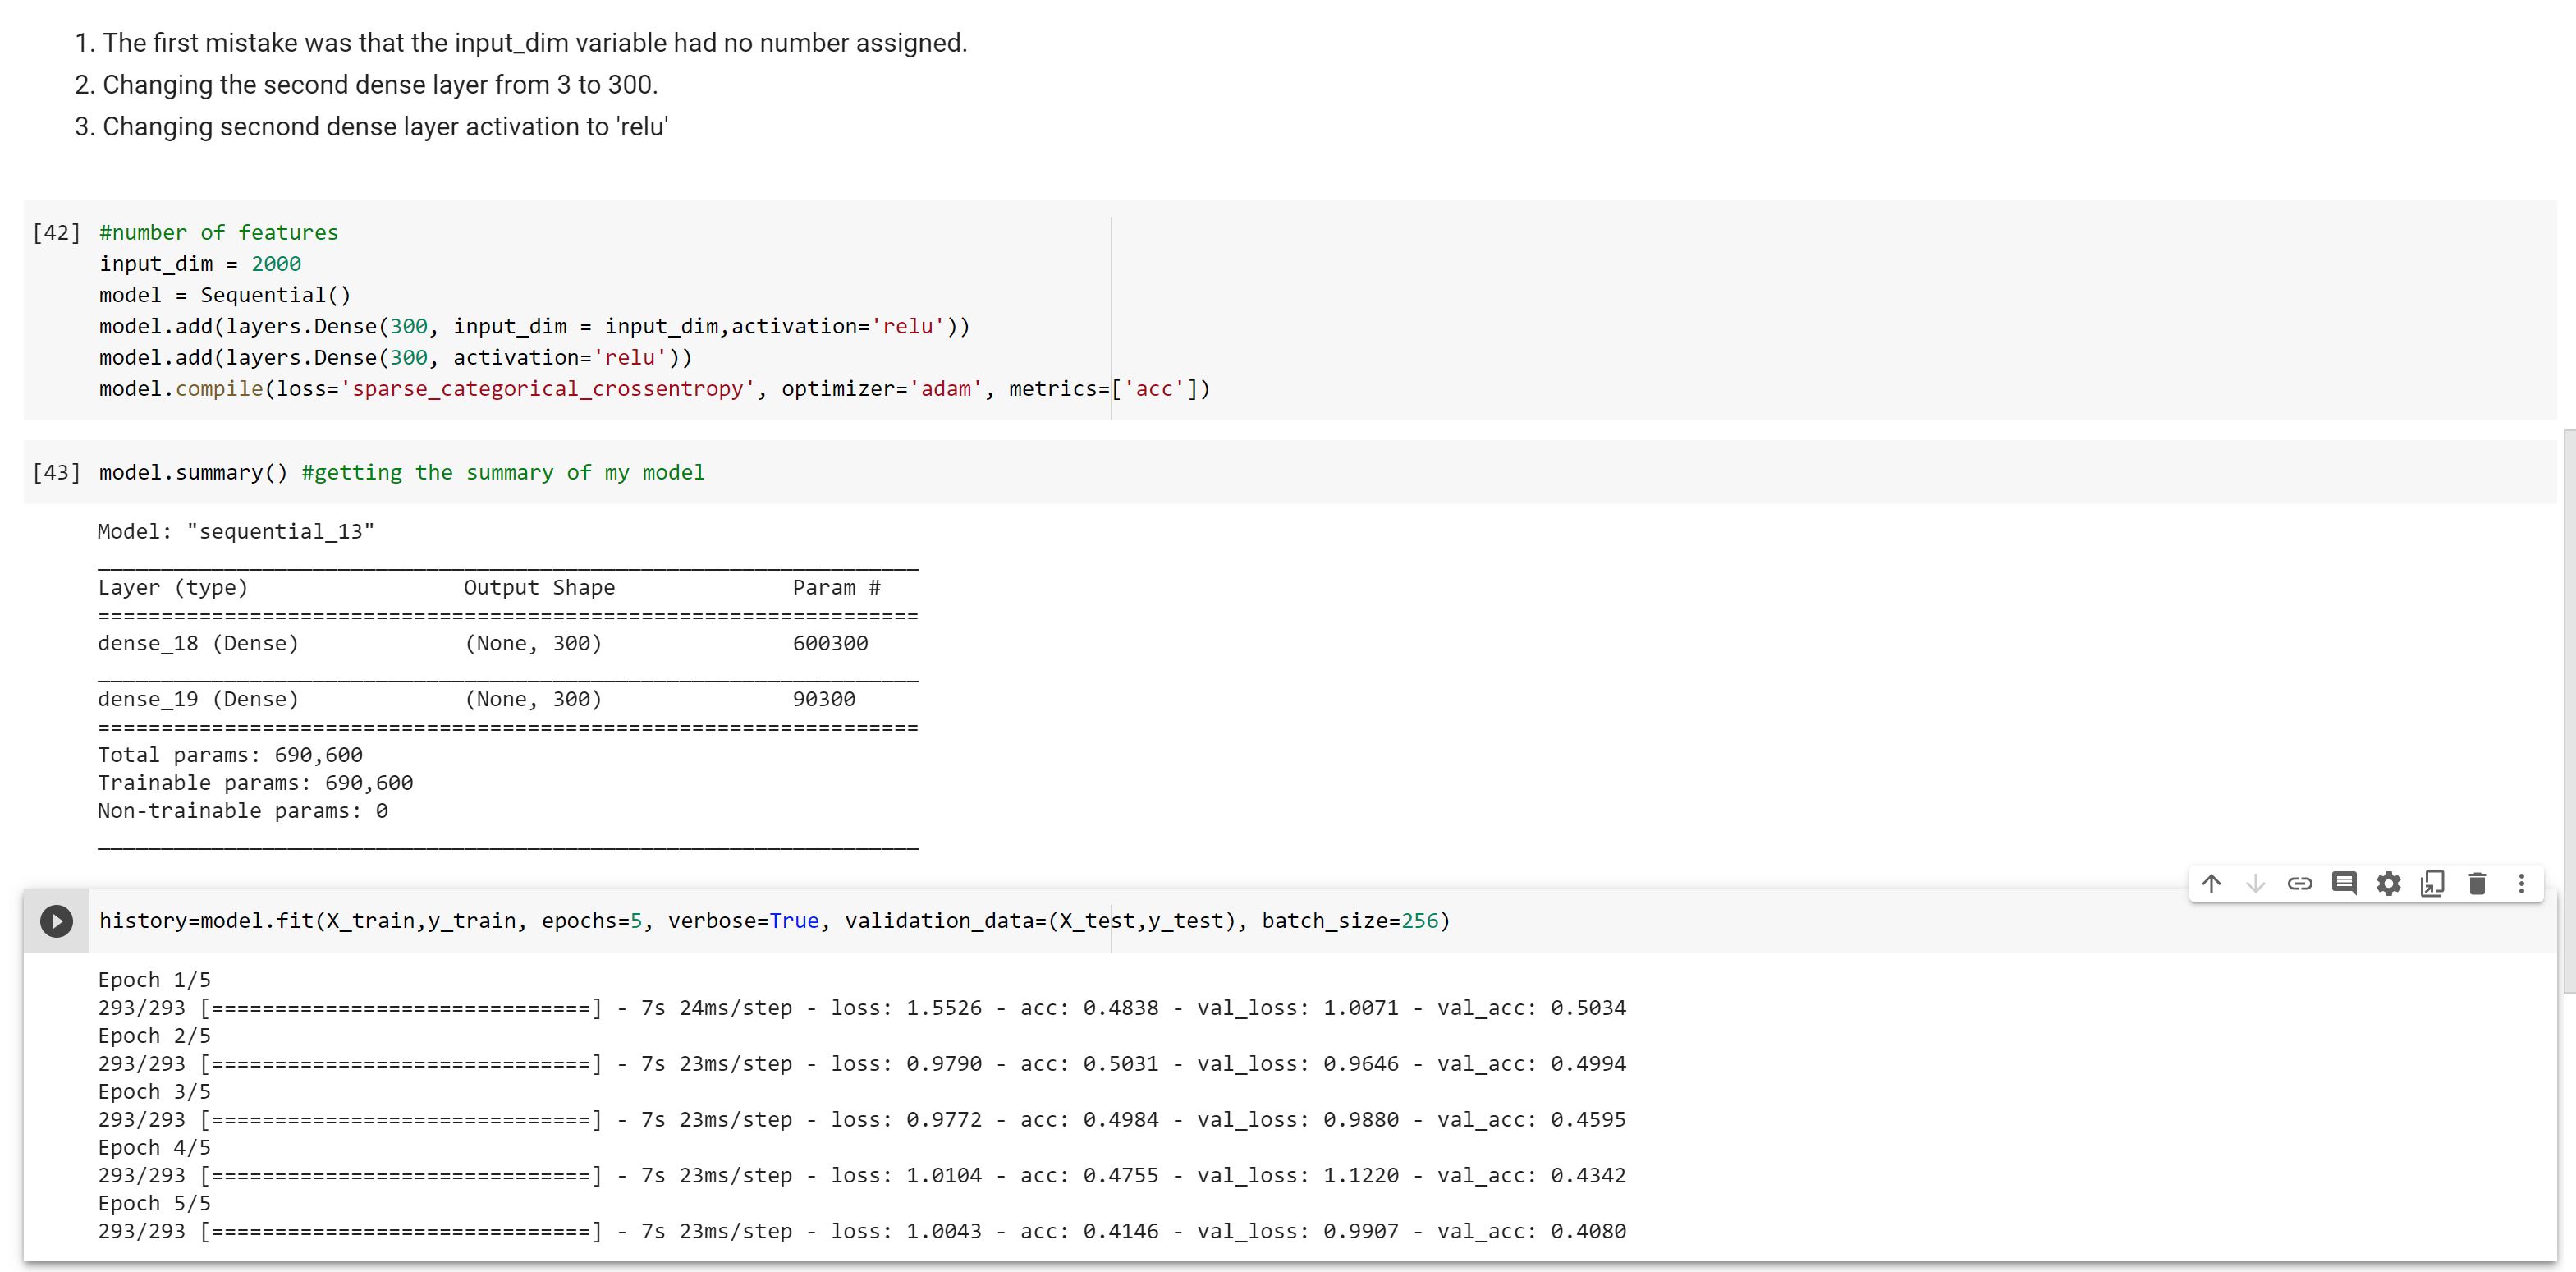 1. The first mistake was that the input_dim variable had no number assigned.
2. Changing the second dense layer from 3 to 300.
3. Changing secnond dense layer activation to 'relu'
[42] #number of features
input_dim = 2000
model = Sequential()
model.add(layers.Dense(300, input_dim = input_dim,activation='relu'))
model.add(layers.Dense(300, activation='relu'))
model.compile(loss='sparse_categorical_crossentropy', optimizer='adam', metrics=['acc'])
[43] model.summary() #getting the summary of my model
Model: "sequential_13"
_________________________________________________________________
Layer (type)                 Output Shape              Param #
=================================================================
dense_18 (Dense)             (None, 300)               600300
_________________________________________________________________
dense_19 (Dense)             (None, 300)               90300
=================================================================
Total params: 690,600
Trainable params: 690,600
Non-trainable params: 0
_________________________________________________________________
history=model.fit(X_train,y_train, epochs=5, verbose=True, validation_data=(X_test,y_test), batch_size=256)
Epoch 1/5
293/293 [==============================] - 7s 24ms/step - loss: 1.5526 - acc: 0.4838 - val_loss: 1.0071 - val_acc: 0.5034
Epoch 2/5
293/293 [==============================] - 7s 23ms/step - loss: 0.9790 - acc: 0.5031 - val_loss: 0.9646 - val_acc: 0.4994
Epoch 3/5
293/293 [==============================] - 7s 23ms/step - loss: 0.9772 - acc: 0.4984 - val_loss: 0.9880 - val_acc: 0.4595
Epoch 4/5
293/293 [==============================] - 7s 23ms/step - loss: 1.0104 - acc: 0.4755 - val_loss: 1.1220 - val_acc: 0.4342
Epoch 5/5
293/293 [==============================] - 7s 23ms/step - loss: 1.0043 - acc: 0.4146 - val_loss: 0.9907 - val_acc: 0.4080